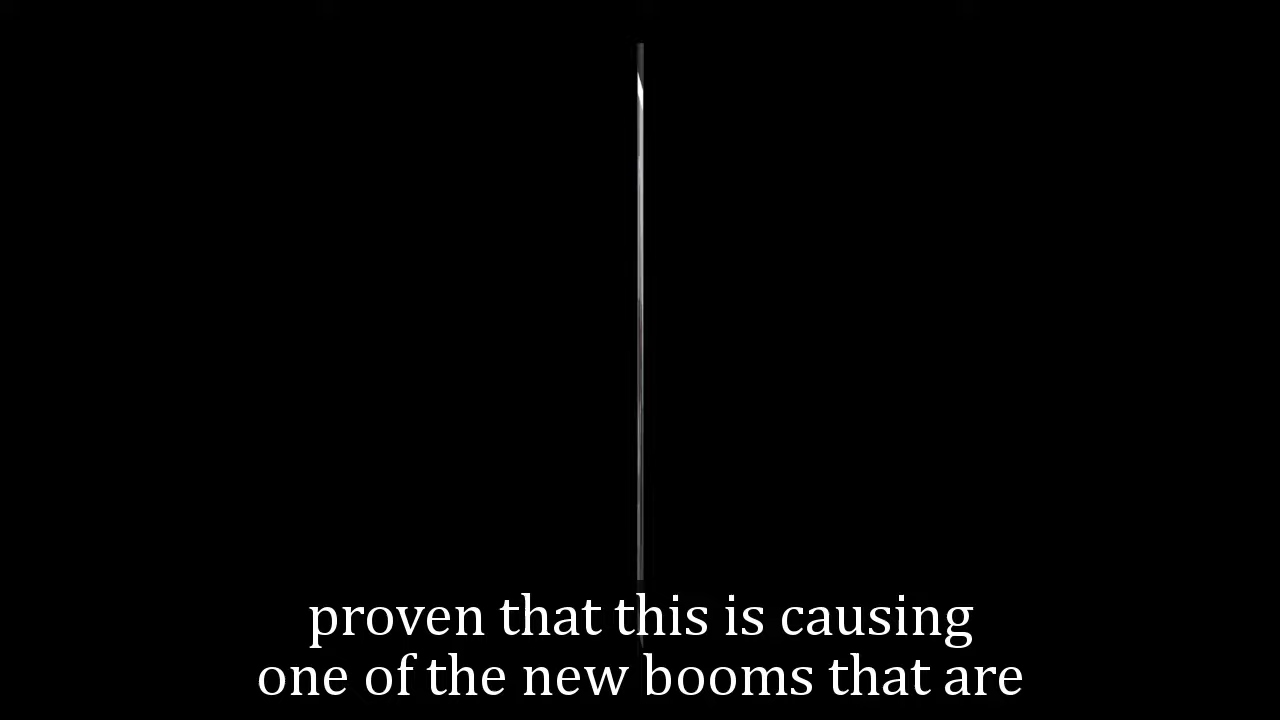 proven that this is causing
one of the new booms that are